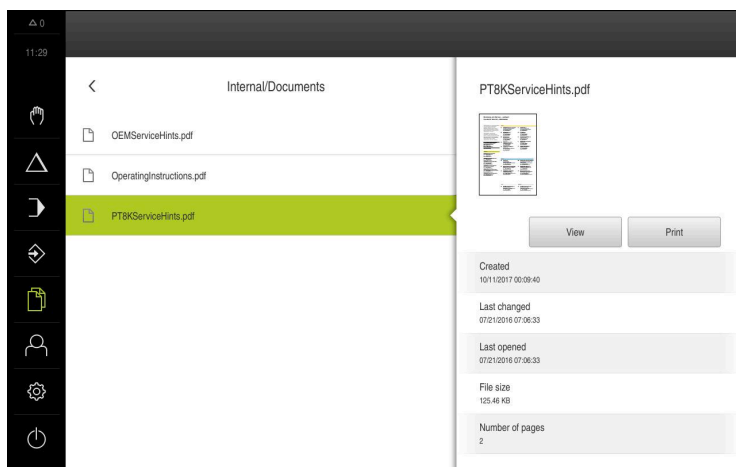 0
11:29
Internal/Documents
OEMServiceHints.pdf
OperatingInstructions.pdf
PT8KServiceHints.pdf
PT8KServiceHints.pdf
View
Print
Created
10/11/2017 00:09:40
Last changed
07/21/2016 07:06:33
Last opened
07/21/2016 07:06:33
File size
125.46 KB
Number of pages
2